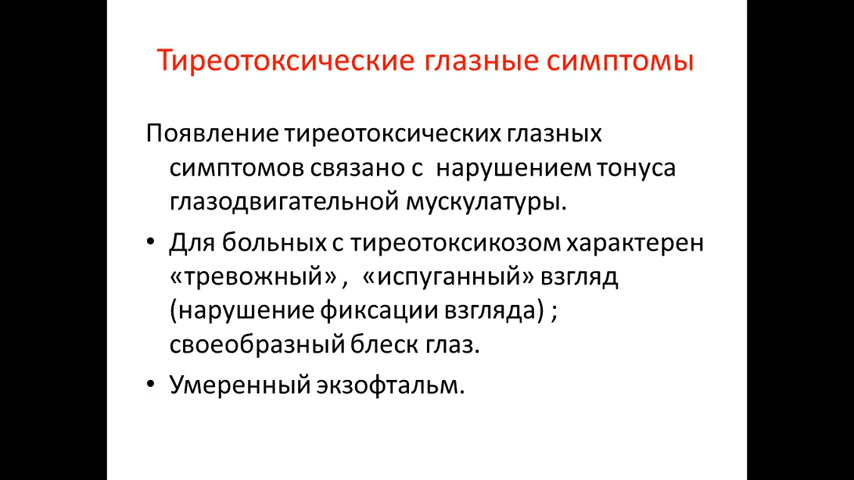 Тиреотоксические глазные симптомы
Появление тиреотоксических глазных
симптомов связано с нарушением тонуса
глазодвигательной мускулатуры.
• Для больных с тиреотоксикозом характерен
«тревожный» , «испуганный» взгляд
(нарушение фиксации взгляда) ;
своеобразный блеск глаз.
• Умеренный экзофтальм.